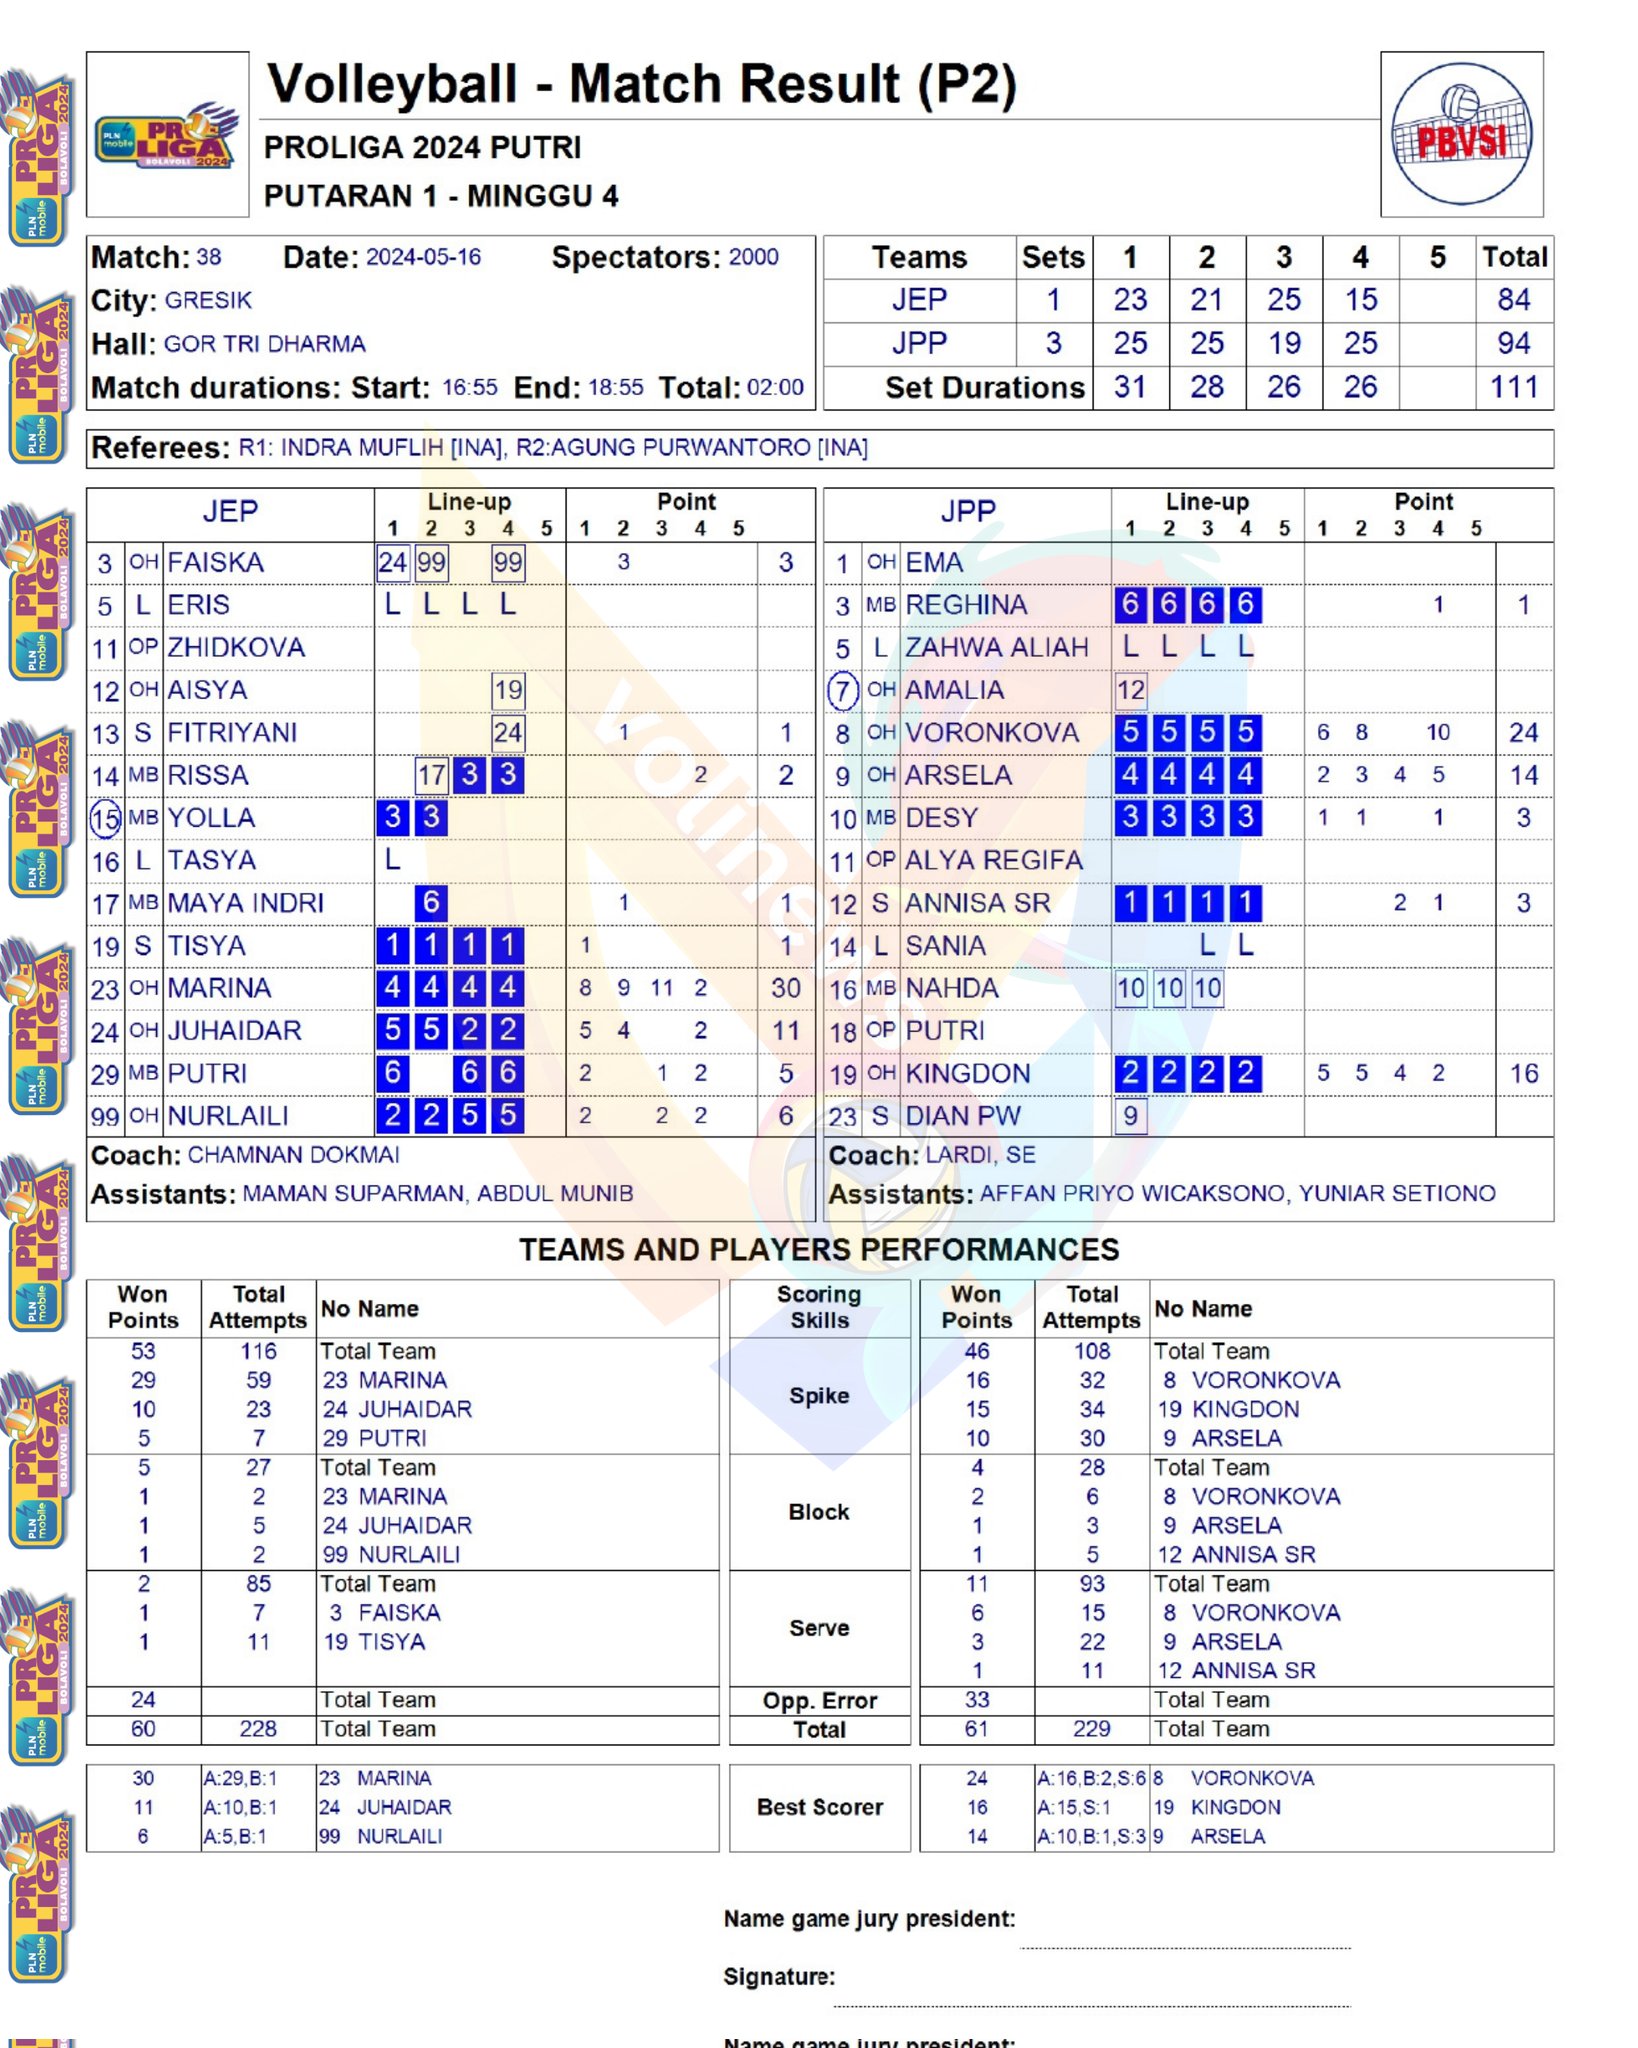 Volleyball - Match Result (P2)
PROLIGA 2024 PUTRI
PUTARAN 1 - MINGGU 4
PLN mobile PROLIGA BOLAVOLI 2024
PBVSI
Match: 38 Date: 2024-05-16 Spectators: 2000
City: GRESIK
Hall: GOR TRI DHARMA
Match durations: Start: 16:55 End: 18:55 Total: 02:00
Teams Sets 1 2 3 4 5 Total
JEP 1 23 21 25 15 84
JPP 3 25 25 19 25 94
Set Durations 31 28 26 26 111
Referees: R1: INDRA MUFLIH [INA], R2:AGUNG PURWANTORO [INA]
JEP Line-up Point
1 2 3 4 5 1 2 3 4 5
3 OH FAISKA 24 99 99 3 3
5 L ERIS L L L L
11 OP ZHIDKOVA
12 OH AISYA 19
13 S FITRIYANI 24 1 1
14 MB RISSA 17 3 3 2 2
15 MB YOLLA 3 3
16 L TASYA L
17 MB MAYA INDRI 6 1 1
19 S TISYA 1 1 1 1 1 1
23 OH MARINA 4 4 4 4 8 9 11 2 30
24 OH JUHAIDAR 5 5 2 2 5 4 2 11
29 MB PUTRI 6 6 6 2 1 2 5
99 OH NURLAILI 2 2 5 5 2 2 2 6
Coach: CHAMNAN DOKMAI
Assistants: MAMAN SUPARMAN, ABDUL MUNIB
JPP Line-up Point
1 2 3 4 5 1 2 3 4 5
1 OH EMA
3 MB REGHINA 6 6 6 6 1 1
5 L ZAHWA ALIAH L L L L
7 OH AMALIA 12
8 OH VORONKOVA 5 5 5 5 6 8 10 24
9 OH ARSELA 4 4 4 4 2 3 4 5 14
10 MB DESY 3 3 3 3 1 1 1 3
11 OP ALYA REGIFA
12 S ANNISA SR 1 1 1 1 2 1 3
14 L SANIA L L
16 MB NAHDA 10 10 10
18 OP PUTRI
19 OH KINGDON 2 2 2 2 5 5 4 2 16
23 S DIAN PW 9
Coach: LARDI, SE
Assistants: AFFAN PRIYO WICAKSONO, YUNIAR SETIONO
volinews
TEAMS AND PLAYERS PERFORMANCES
Won Points Total Attempts No Name Scoring Skills Won Points Total Attempts No Name
53 116 Total Team Spike 46 108 Total Team
29 59 23 MARINA 16 32 8 VORONKOVA
10 23 24 JUHAIDAR 15 34 19 KINGDON
5 7 29 PUTRI 10 30 9 ARSELA
5 27 Total Team Block 4 28 Total Team
1 2 23 MARINA 2 6 8 VORONKOVA
1 5 24 JUHAIDAR 1 3 9 ARSELA
1 2 99 NURLAILI 1 5 12 ANNISA SR
2 85 Total Team Serve 11 93 Total Team
1 7 3 FAISKA 6 15 8 VORONKOVA
1 11 19 TISYA 3 22 9 ARSELA
1 11 12 ANNISA SR
24 Total Team Opp. Error 33 Total Team
60 228 Total Team Total 61 229 Total Team
30 A:29,B:1 23 MARINA Best Scorer 24 A:16,B:2,S:6 8 VORONKOVA
11 A:10,B:1 24 JUHAIDAR 16 A:15,S:1 19 KINGDON
6 A:5,B:1 99 NURLAILI 14 A:10,B:1,S:3 9 ARSELA
Name game jury president:
Signature:
Name game jury president: